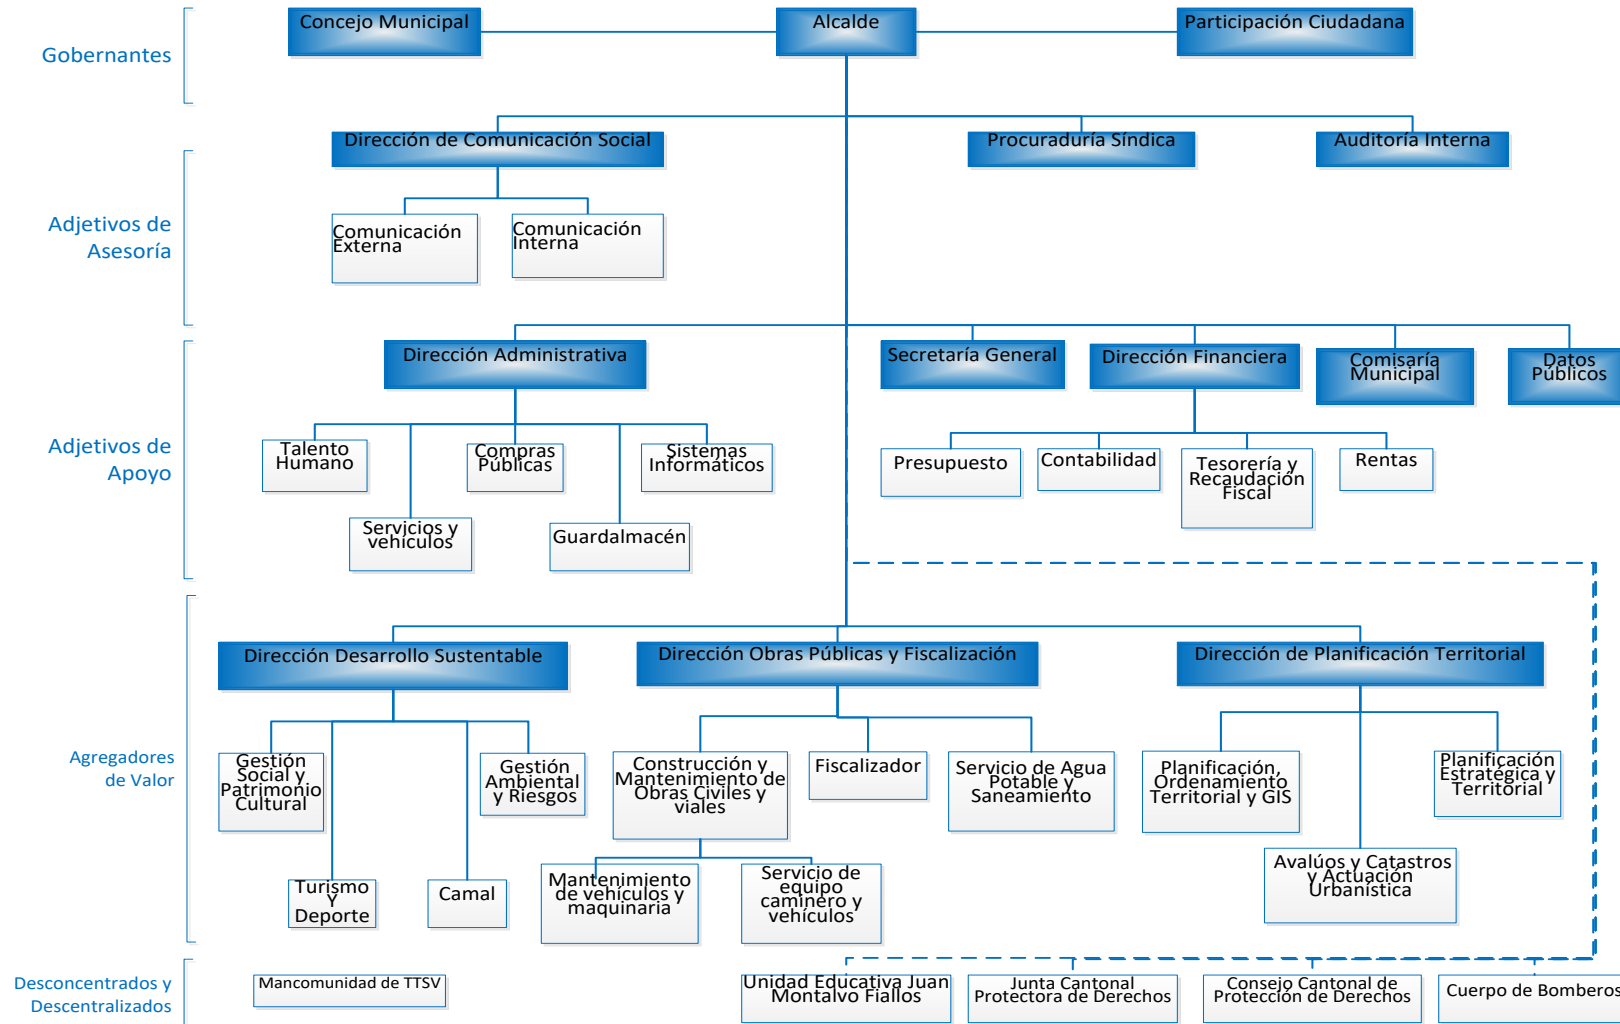 Concejo Municipal
Alcalde
Participación Ciudadana
Gobernantes
Dirección de Comunicación Social
Procuraduría Síndica
Auditoría Interna
Adjetivos de
Asesoría
Comunicación
Externa
Comunicación
Interna
Dirección Administrativa
Secretaría General
Dirección Financiera
Comisaría
Municipal
Datos
Públicos
Adjetivos de
Apoyo
Talento
Humano
Compras
Públicas
Sistemas
Informáticos
Presupuesto
Contabilidad
Tesorería y
Recaudación
Fiscal
Rentas
Servicios y
vehículos
Guardalmacén
Dirección Desarrollo Sustentable
Dirección Obras Públicas y Fiscalización
Dirección de Planificación Territorial
Agregadores
de Valor
Gestión
Social y
Patrimonio
Cultural
Gestión
Ambiental
y Riesgos
Construcción y
Mantenimiento de
Obras Civiles y
viales
Fiscalizador
Servicio de Agua
Potable y
Saneamiento
Planificación,
Ordenamiento
Territorial y GIS
Planificación
Estratégica y
Territorial
Turismo
Y
Deporte
Camal
Mantenimiento
de vehículos y
maquinaria
Servicio de
equipo
caminero y
vehículos
Avalúos y Catastros
y Actuación
Urbanística
Desconcentrados y
Descentralizados
Mancomunidad de TTSV
Unidad Educativa Juan
Montalvo Fiallos
Junta Cantonal
Protectora de Derechos
Consejo Cantonal de
Protección de Derechos
Cuerpo de Bomberos